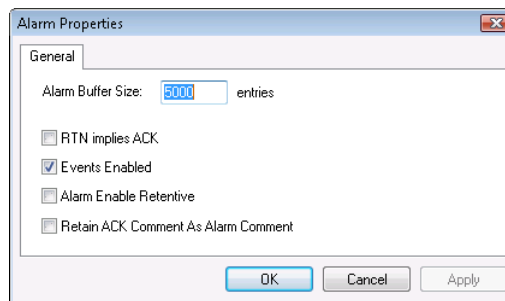 Alarm Properties
General
Alarm Buffer Size: 5000 entries
RTN implies ACK
Events Enabled
Alarm Enable Retentive
Retain ACK Comment As Alarm Comment
OK Cancel Apply